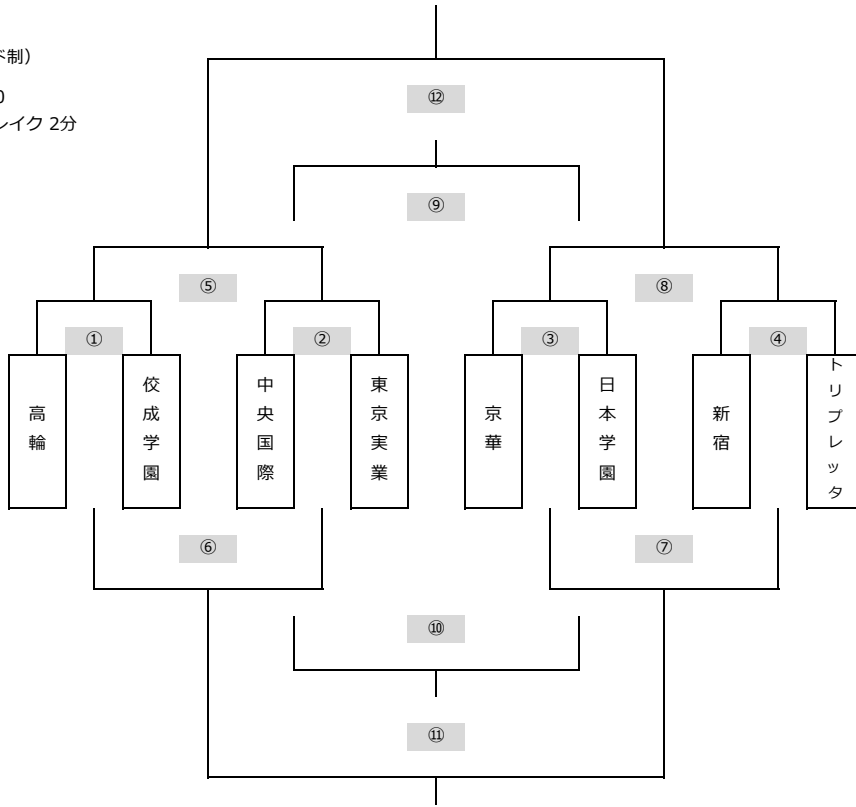 ド制）
0
レイク 2分
⑫
⑨
⑤
⑧
①
②
③
④
高輪
佼成学園
中央国際
東京実業
京華
日本学園
新宿
トリプレッタ
⑥
⑦
⑩
⑪